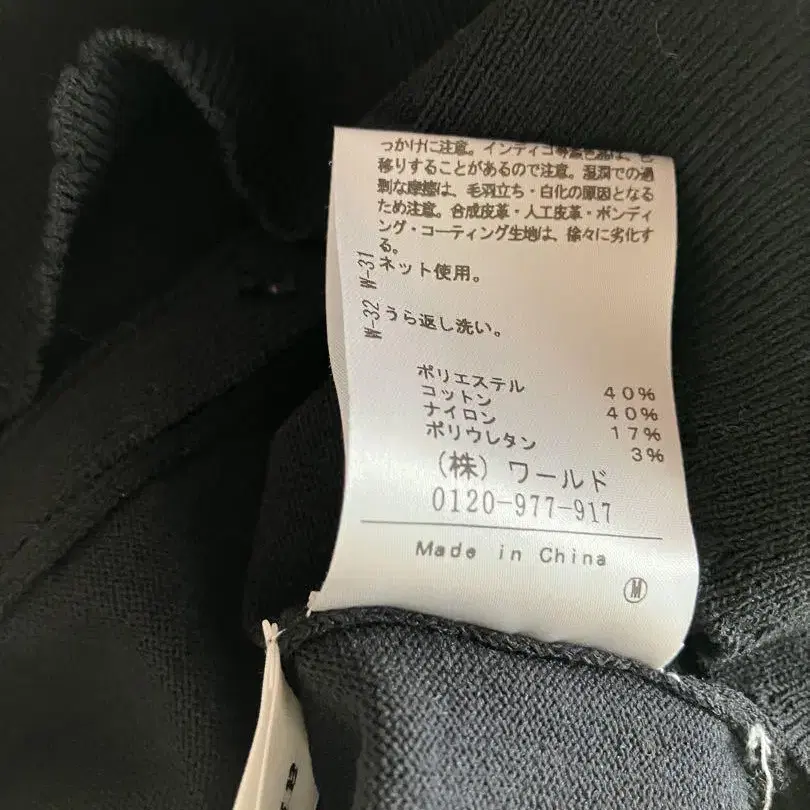 っかけに注意。インディゴ等濃色品は、色
移りすることがあるので注意。湿潤での過
剰な摩擦は、毛羽立ち・白化の原因となる
ため注意。合成皮革・人工皮革・ボンディ
ング・コーティング生地は、徐々に劣化す
る。
W-31 ネット使用。
W-32 うら返し洗い。
ポリエステル 40%
コットン 40%
ナイロン 17%
ポリウレタン 3%
(株) ワールド
0120-977-917
Made in China
M